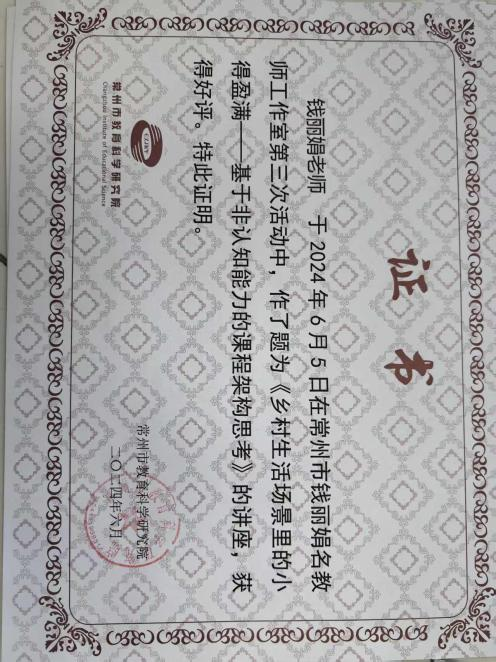 证书
钱丽娟老师 于 2024 年 6 月 5 日在常州市钱丽娟名教
师工作室第三次活动中，作了题为《乡村生活场景里的小
得盈满——基于非认知能力的课程架构思考》的讲座，获
得好评。特此证明。
常州市教育科学研究院
二〇二四年六月
常州市教育科学研究院
Changzhou Institute of Educational Science